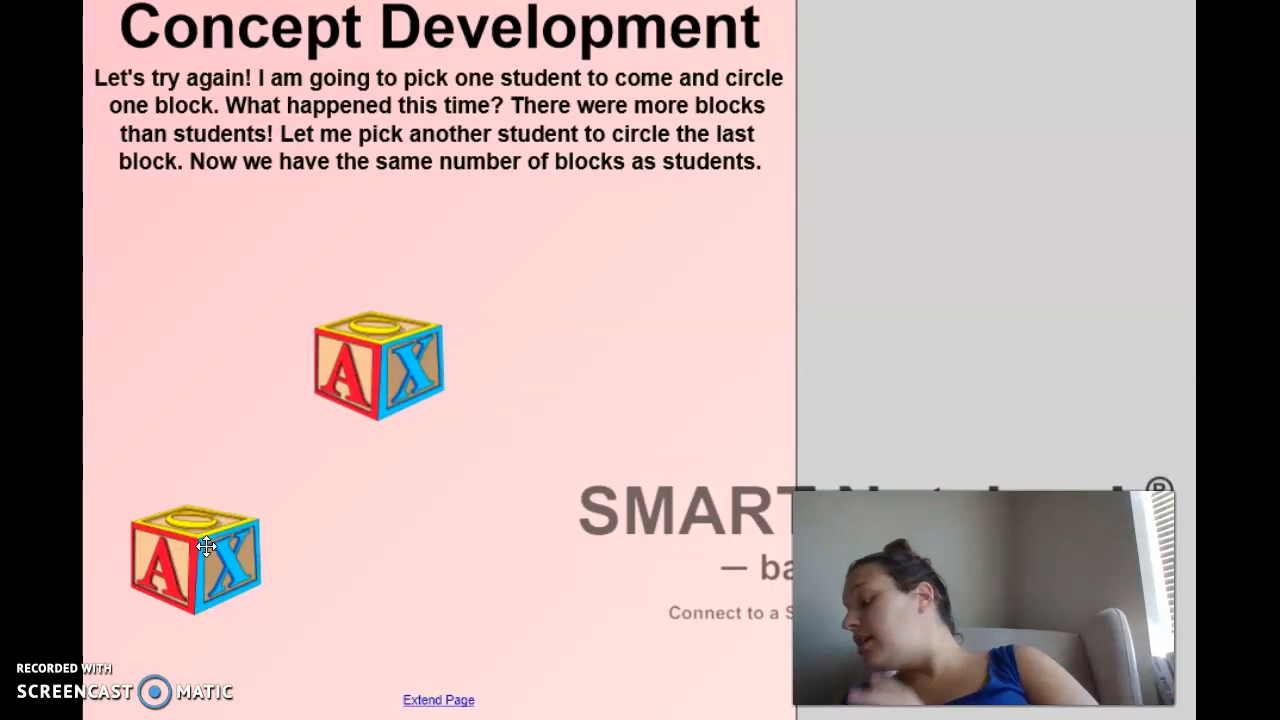 Concept Development
Let's try again! I am going to pick one student to come and circle
one block. What happened this time? There were more blocks
than students! Let me pick another student to circle the last
block. Now we have the same number of blocks as students.
A X
A X
SMART ®
—
Connect to a
RECORDED WITH
SCREENCAST MATIC
Extend Page